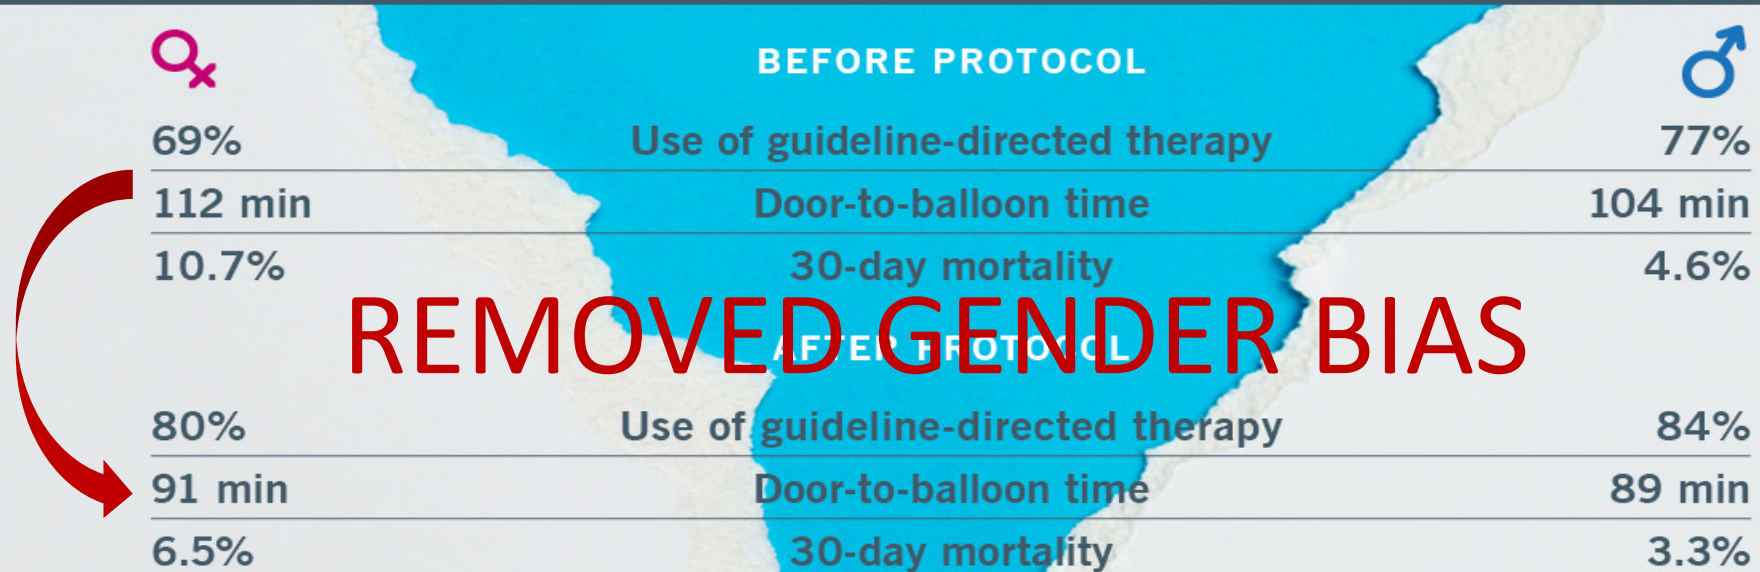 BEFORE PROTOCOL
69% Use of guideline-directed therapy 77%
112 min Door-to-balloon time 104 min
10.7% 30-day mortality 4.6%
REMOVED GENDER BIAS
AFTER PROTOCOL
80% Use of guideline-directed therapy 84%
91 min Door-to-balloon time 89 min
6.5% 30-day mortality 3.3%